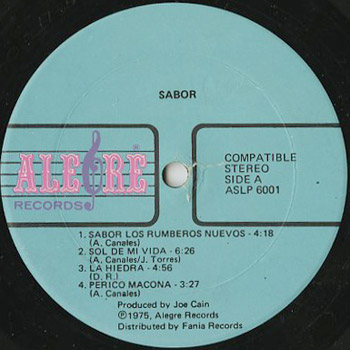 SABOR
ALEGRE
RECORDS
COMPATIBLE
STEREO
SIDE A
ASLP 6001
1. SABOR LOS RUMBEROS NUEVOS - 4:18
(A. Canales)
2. SOL DE MI VIDA - 6:26
(A. Canales/J. Torres)
3. LA HIEDRA - 4:56
(D. R.)
4. PERICO MACONA - 3:27
(A. Canales)
Produced by Joe Cain
℗1975, Alegre Records
Distributed by Fania Records